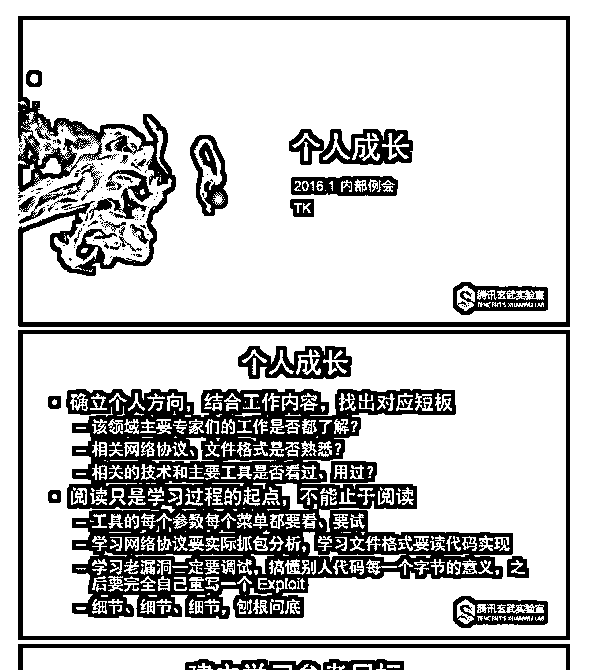 个人成长
2016.1 内部例会
TK
腾讯玄武实验室
TENCENT'S XUANWU LAB
个人成长
确立个人方向，结合工作内容，找出对应短板
– 该领域主要专家们的工作是否都了解？
– 相关网络协议、文件格式是否熟悉？
– 相关的技术和主要工具是否看过、用过？
阅读只是学习过程的起点，不能止于阅读
– 工具的每个参数每个菜单都要看、要试
– 学习网络协议要实际抓包分析，学习文件格式要读代码实现
– 学习老漏洞一定要调试，搞懂别人代码每一个字节的意义，之
后要完全自己重写一个 Exploit
– 细节、细节、细节，刨根问底
腾讯玄武实验室
TENCENT'S XUANWU LAB